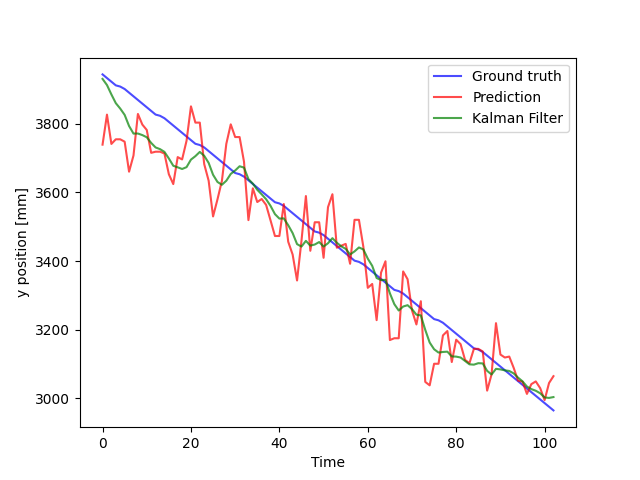 Ground truth
Prediction
Kalman Filter
3800
3600
3400
3200
3000
y position [mm]
0 20 40 60 80 100
Time